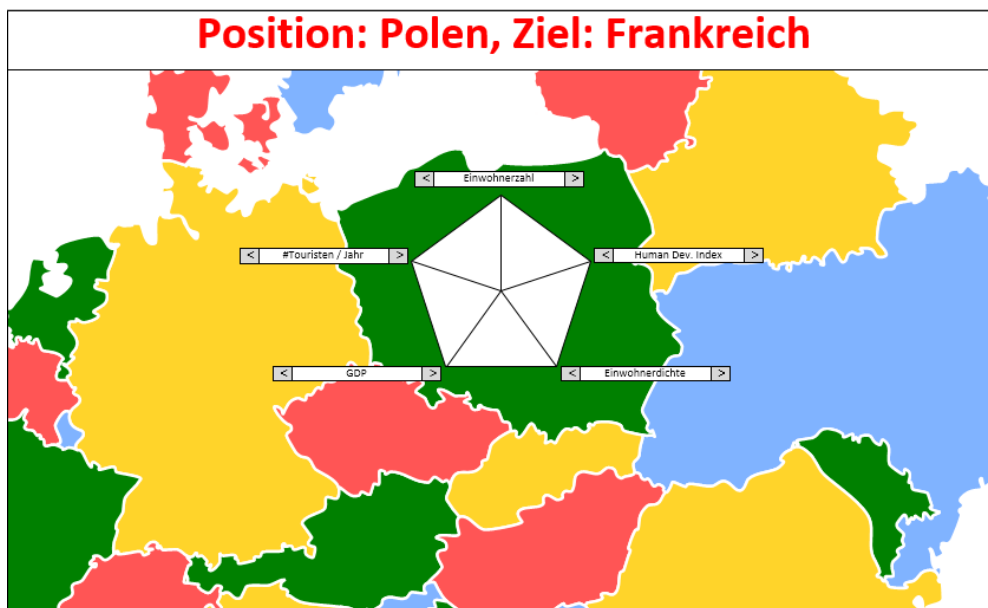 Position: Polen, Ziel: Frankreich
< Einwohnerzahl >
< #Touristen / Jahr >
< Human Dev. Index >
< GDP >
< Einwohnerdichte >